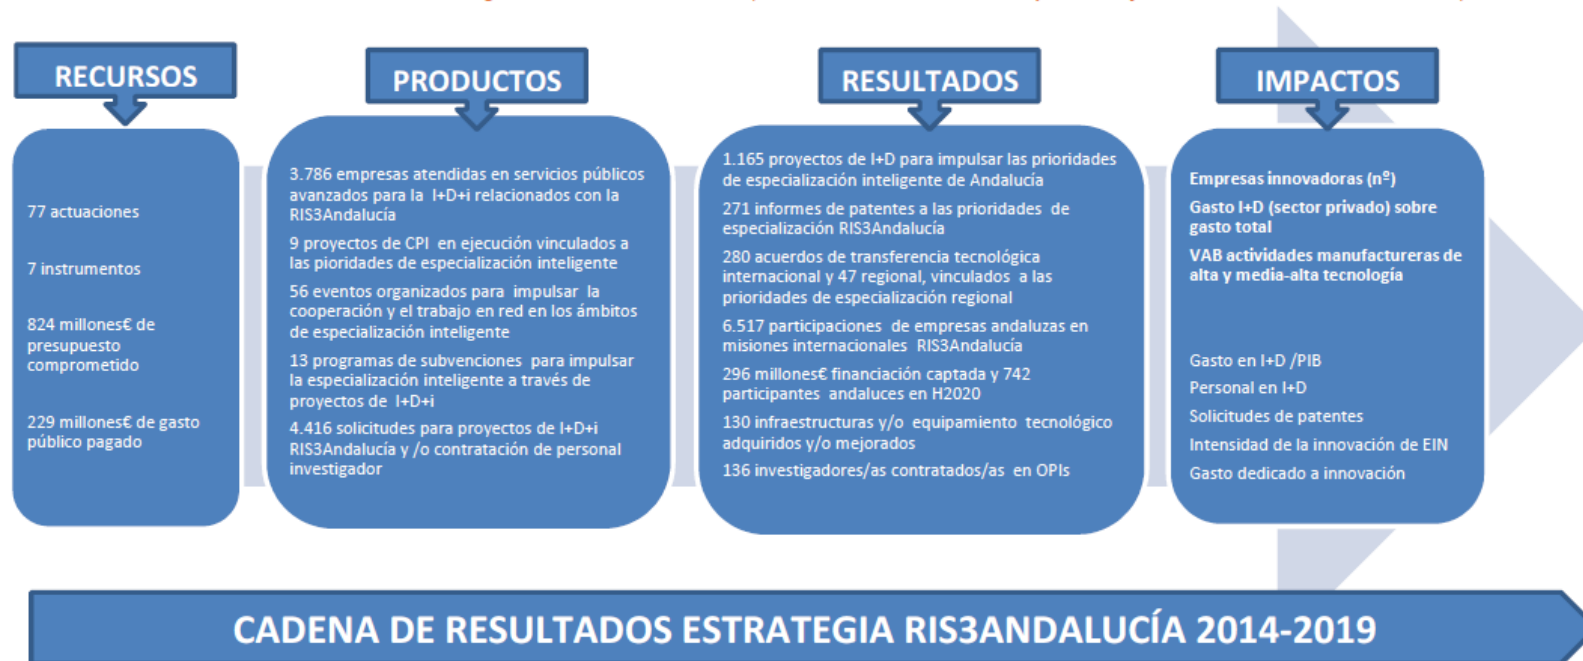 RECURSOS
77 actuaciones
7 instrumentos
824 millones€ de
presupuesto
comprometido
229 millones€ de gasto
público pagado
PRODUCTOS
3.786 empresas atendidas en servicios públicos
avanzados para la I+D+i relacionados con la
RIS3Andalucía
9 proyectos de CPI en ejecución vinculados a
las pioridades de especialización inteligente
56 eventos organizados para impulsar la
cooperación y el trabajo en red en los ámbitos
de especialización inteligente
13 programas de subvenciones para impulsar
la especialización inteligente a través de
proyectos de I+D+i
4.416 solicitudes para proyectos de I+D+i
RIS3Andalucía y /o contratación de personal
investigador
RESULTADOS
1.165 proyectos de I+D para impulsar las prioridades
de especialización inteligente de Andalucía
271 informes de patentes a las prioridades de
especialización RIS3Andalucía
280 acuerdos de transferencia tecnológica
internacional y 47 regional, vinculados a las
prioridades de especialización regional
6.517 participaciones de empresas andaluzas en
misiones internacionales RIS3Andalucía
296 millones€ financiación captada y 742
participantes andaluces en H2020
130 infraestructuras y/o equipamiento tecnológico
adquiridos y/o mejorados
136 investigadores/as contratados/as en OPIs
IMPACTOS
Empresas innovadoras (nº)
Gasto I+D (sector privado) sobre
gasto total
VAB actividades manufactureras de
alta y media-alta tecnología
Gasto en I+D /PIB
Personal en I+D
Solicitudes de patentes
Intensidad de la innovación de EIN
Gasto dedicado a innovación
CADENA DE RESULTADOS ESTRATEGIA RIS3ANDALUCÍA 2014-2019